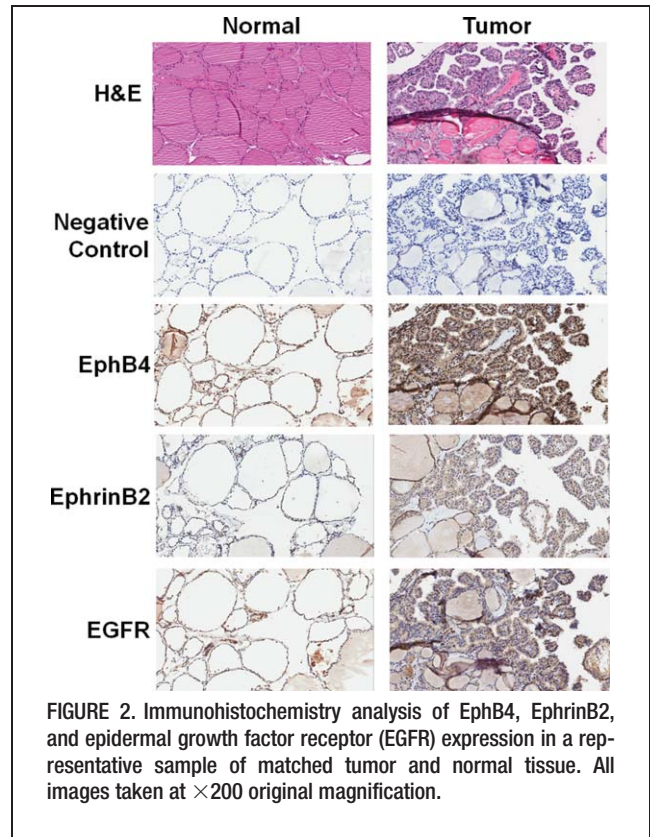 Normal Tumor
H&E
Negative
Control
EphB4
EphrinB2
EGFR
FIGURE 2. Immunohistochemistry analysis of EphB4, EphrinB2,
and epidermal growth factor receptor (EGFR) expression in a rep-
resentative sample of matched tumor and normal tissue. All
images taken at ×200 original magnification.